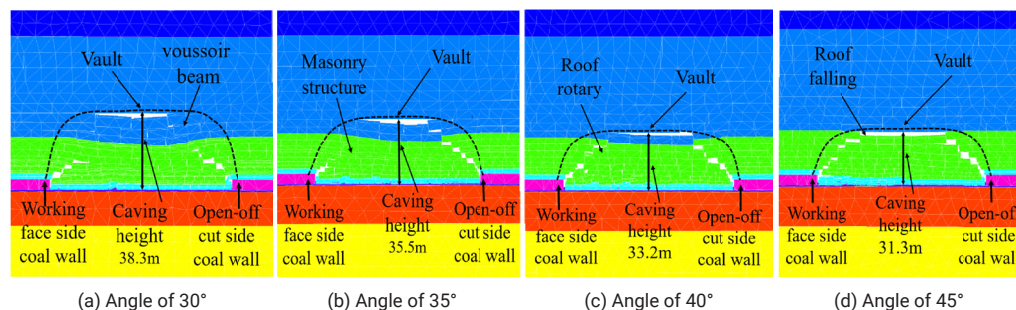 Vault
voussoir
beam
Working
face side
coal wall
Caving
height
38.3m
Open-off
cut side
coal wall
(a) Angle of 30°
Masonry
structure
Vault
Working
face side
coal wall
Caving
height
35.5m
Open-off
cut side
coal wall
(b) Angle of 35°
Roof
rotary
Vault
Working
face side
coal wall
Caving
height
33.2m
Open-off
cut side
coal wall
(c) Angle of 40°
Roof
falling
Vault
Working
face side
coal wall
Caving
height
31.3m
Open-off
cut side
coal wall
(d) Angle of 45°